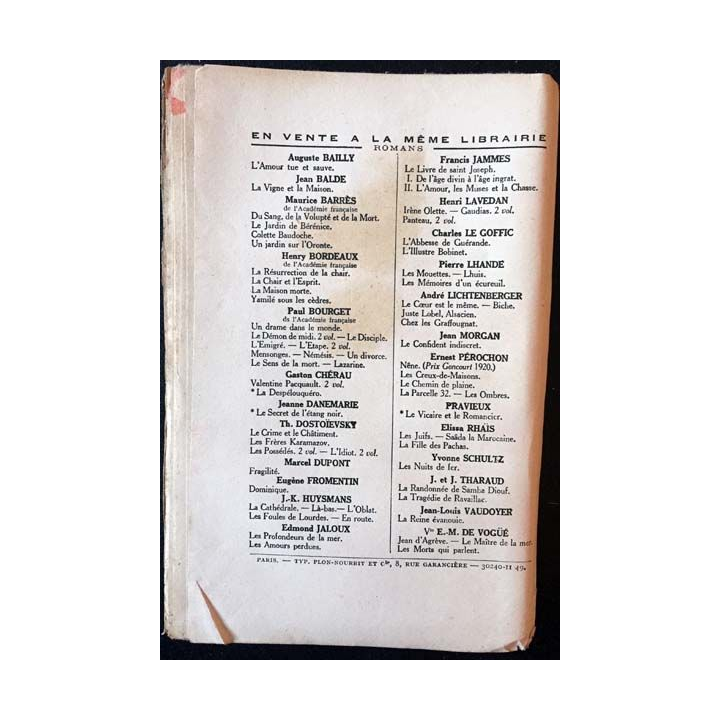 EN VENTE A LA MÊME LIBRAIRIE
ROMANS
Auguste BAILLY
L'Amour tue et sauve.
Jean BALDE
La Vigne et la Maison.
Maurice BARRÈS
de l'Académie française
Du Sang, de la Volupté et de la Mort.
Le Jardin de Bérénice.
Colette Baudoche.
Un jardin sur l'Oronte.
Henry BORDEAUX
de l'Académie française
La Résurrection de la chair.
La Chair et l'Esprit.
La Maison morte.
Yamilé sous les cèdres.
Paul BOURGET
de l'Académie française
Un drame dans le monde.
Le Démon de midi. 2 vol. — Le Disciple.
L'Emigré. — L'Etape. 2 vol.
Mensonges. — Némésis. — Un divorce.
Le Sens de la mort. — Lazarine.
Gaston CHÉRAU
Valentine Pacquault. 2 vol.
* La Despélouquéro.
Jeanne DANEMARIE
* Le Secret de l'étang noir.
Th. DOSTOÏEVSKY
Le Crime et le Châtiment.
Les Frères Karamazov.
Les Possédés. 2 vol. — L'Idiot. 2 vol.
Marcel DUPONT
Fragilité.
Eugène FROMENTIN
Dominique.
J.-K. HUYSMANS
La Cathédrale. — Là-bas. — L'Oblat.
Les Foules de Lourdes. — En route.
Edmond JALOUX
Les Profondeurs de la mer.
Les Amours perdues.
Francis JAMMES
Le Livre de saint Joseph.
I. De l'âge divin à l'âge ingrat.
II. L'Amour, les Muses et la Chasse.
Henri LAVEDAN
Irène Olette. — Gaudias. 2 vol.
Panteau. 2 vol.
Charles LE GOFFIC
L'Abbesse de Guérande.
L'Illustre Bobinet.
Pierre LHANDE
Les Mouettes. — Lhuis.
Les Mémoires d'un écureuil.
André LICHTENBERGER
Le Cœur est le même. — Biche.
Juste Lobel, Alsacien.
Chez les Graffougnat.
Jean MORGAN
Le Confident indiscret.
Ernest PÉROCHON
Nêne. (Prix Goncourt 1920.)
Les Creux-de-Maisons.
Le Chemin de plaine.
La Parcelle 32. — Les Ombres.
PRAVIEUX
* Le Vicaire et le Romancier.
Elissa RHAÏS
Les Juifs. — Saâda la Marocaine.
La Fille des Pachas.
Yvonne SCHULTZ
Les Nuits de fer.
J. et J. THARAUD
La Randonnée de Samba Diouf.
La Tragédie de Ravaillac.
Jean-Louis VAUDOYER
La Reine évanouie.
Vte E.-M. DE VOGÜÉ
Jean d'Agrève. — Le Maître de la mer.
Les Morts qui parlent.
PARIS. — TYP. PLON-NOURRIT ET Cie, 8, RUE GARANCIÈRE — 30240-II 49.